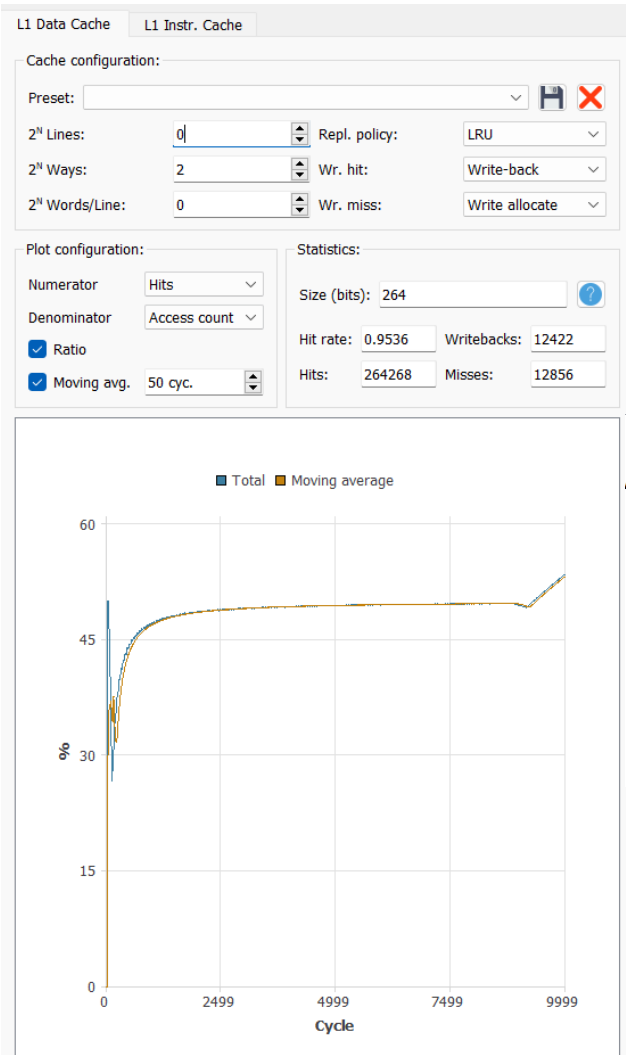 L1 Data Cache L1 Instr. Cache
Cache configuration:
Preset:
2ᴺ Lines: 0 Repl. policy: LRU
2ᴺ Ways: 2 Wr. hit: Write-back
2ᴺ Words/Line: 0 Wr. miss: Write allocate
Plot configuration:
Numerator Hits
Denominator Access count
Ratio
Moving avg. 50 cyc.
Statistics:
Size (bits): 264 ?
Hit rate: 0.9536 Writebacks: 12422
Hits: 264268 Misses: 12856
Total Moving average
60
45
30
15
0
%
0 2499 4999 7499 9999
Cycle